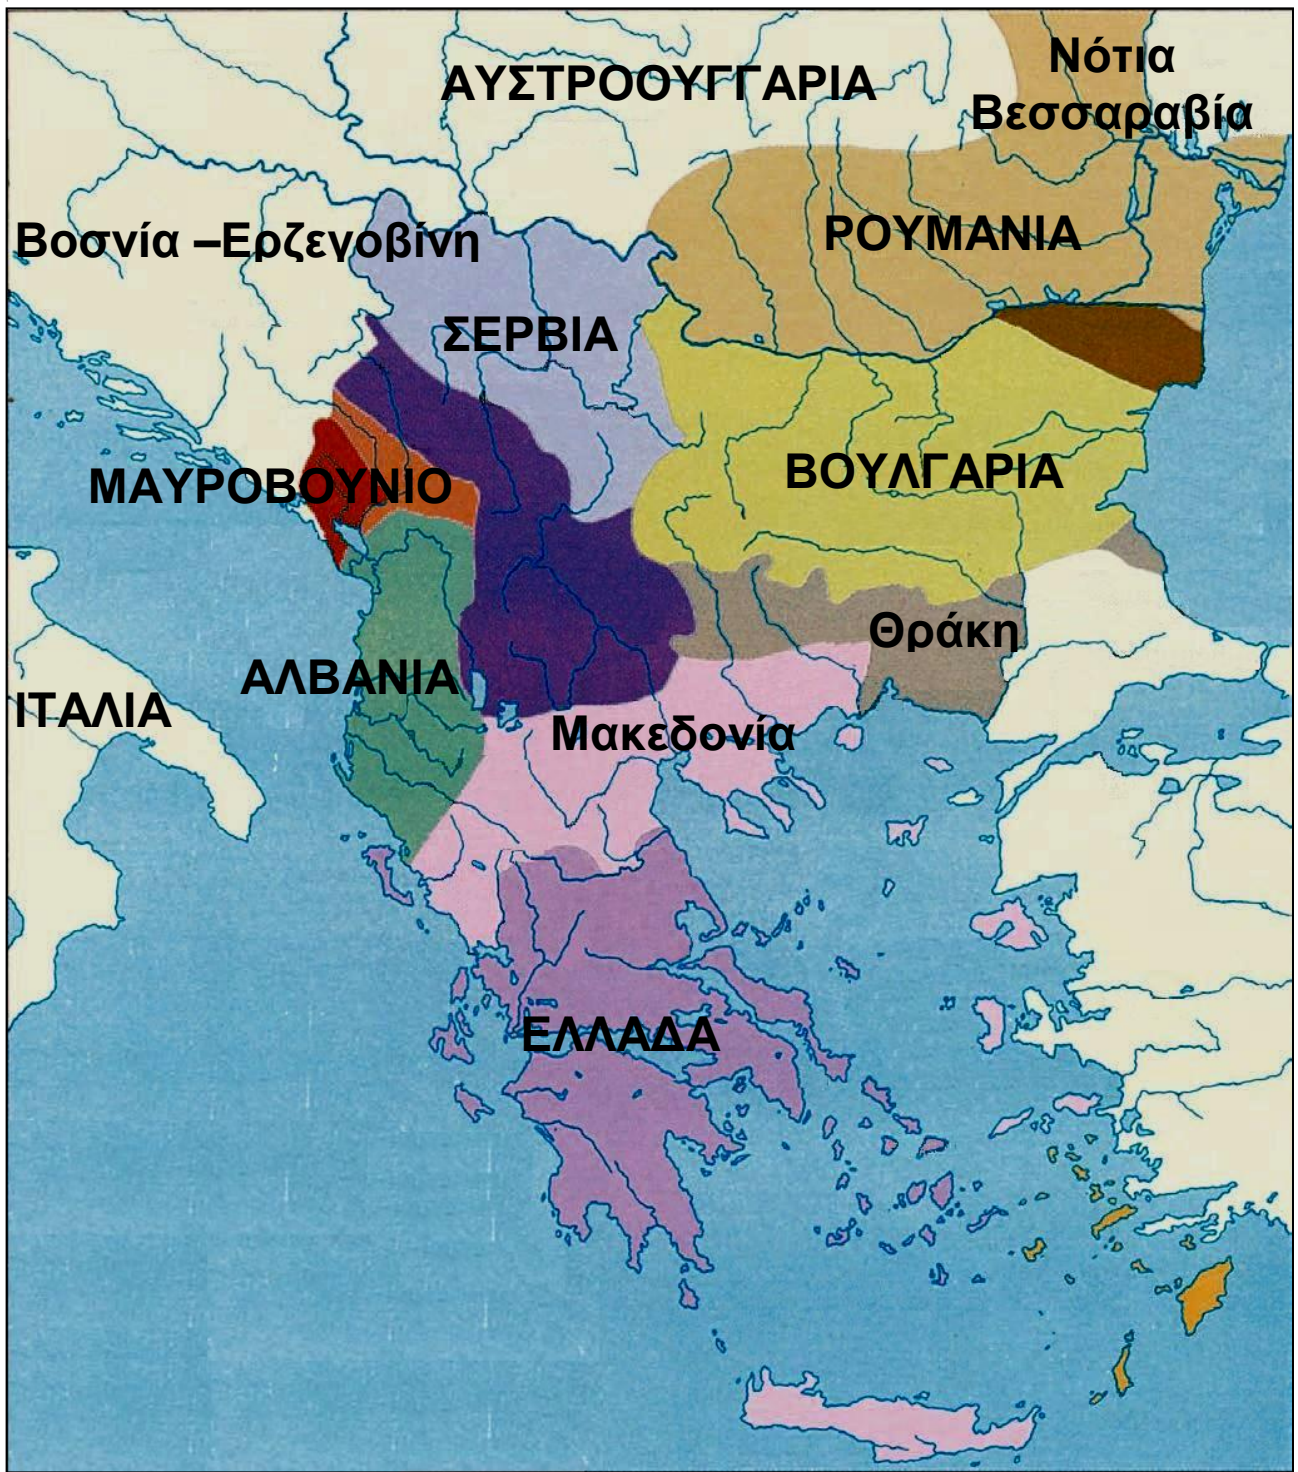 ΑΥΣΤΡΟΟΥΓΓΑΡΙΑ
Νότια
Βεσσαραβία
Βοσνία –Ερζεγοβίνη
ΡΟΥΜΑΝΙΑ
ΣΕΡΒΙΑ
ΜΑΥΡΟΒΟΥΝΙΟ
ΒΟΥΛΓΑΡΙΑ
Θράκη
ΑΛΒΑΝΙΑ
ΙΤΑΛΙΑ
Μακεδονία
ΕΛΛΑΔΑ